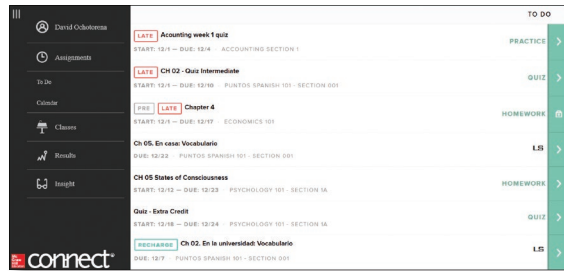 TO DO
David Ochotorena
Assignments
To Do
Calendar
Classes
Results
Insight
connect®
LATE Acounting week 1 quiz
START: 12/1 — DUE: 12/4 · ACCOUNTING SECTION 1
PRACTICE
LATE CH 02 - Quiz Intermediate
START: 12/1 — DUE: 12/10 · PUNTOS SPANISH 101 - SECTION 001
QUIZ
PRE LATE Chapter 4
START: 12/1 — DUE: 12/17 · ECONOMICS 101
HOMEWORK
Ch 05. En casa: Vocabulario
DUE: 12/22 · PUNTOS SPANISH 101 - SECTION 001
LS
CH 05 States of Consciousness
START: 12/12 — DUE: 12/23 · PSYCHOLOGY 101 - SECTION 1A
HOMEWORK
Quiz - Extra Credit
START: 12/18 — DUE: 12/24 · PSYCHOLOGY 101 - SECTION 1A
QUIZ
RECHARGE Ch 02. En la universidad: Vocabulario
DUE: 12/7 · PUNTOS SPANISH 101 - SECTION 001
LS